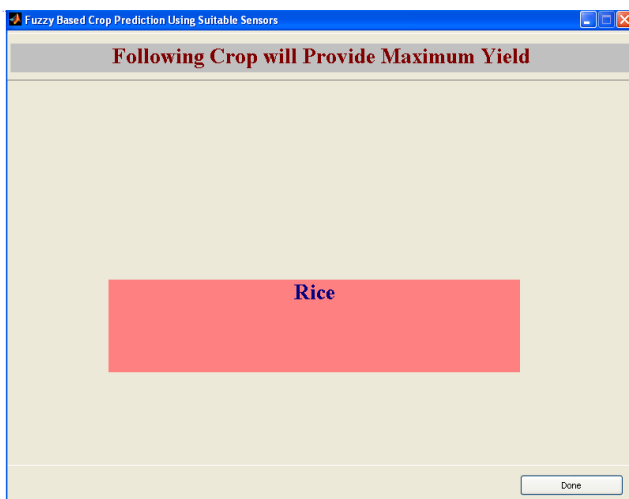 Fuzzy Based Crop Prediction Using Suitable Sensors
Following Crop will Provide Maximum Yield
Rice
Done